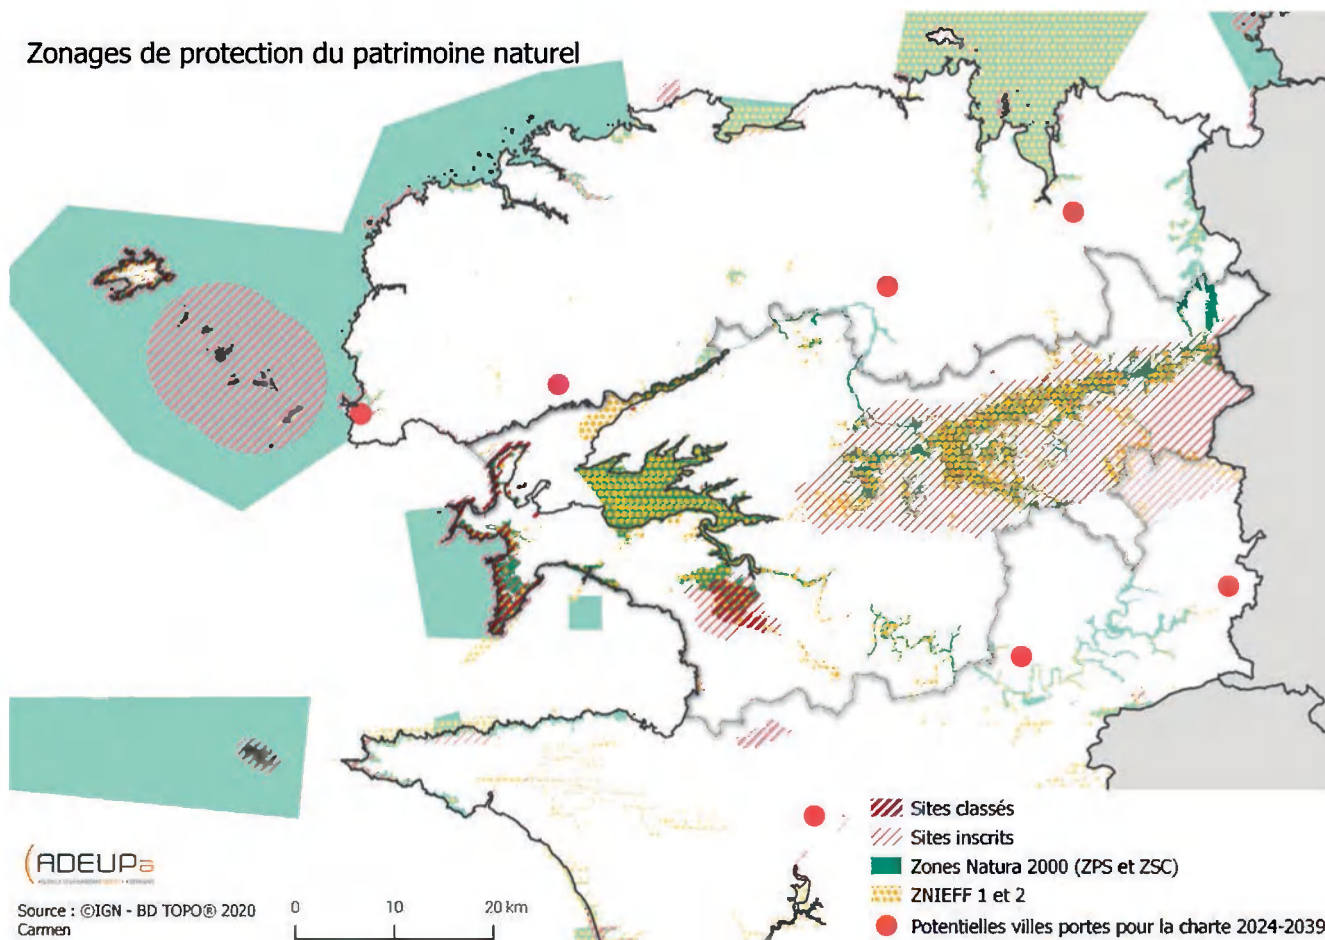 Zonages de protection du patrimoine naturel
Sites classés
Sites inscrits
Zones Natura 2000 (ZPS et ZSC)
ZNIEFF 1 et 2
Potentielles villes portes pour la charte 2024-2039
ADEUPa
Source : ©IGN - BD TOPO® 2020
Carmen
0 10 20 km